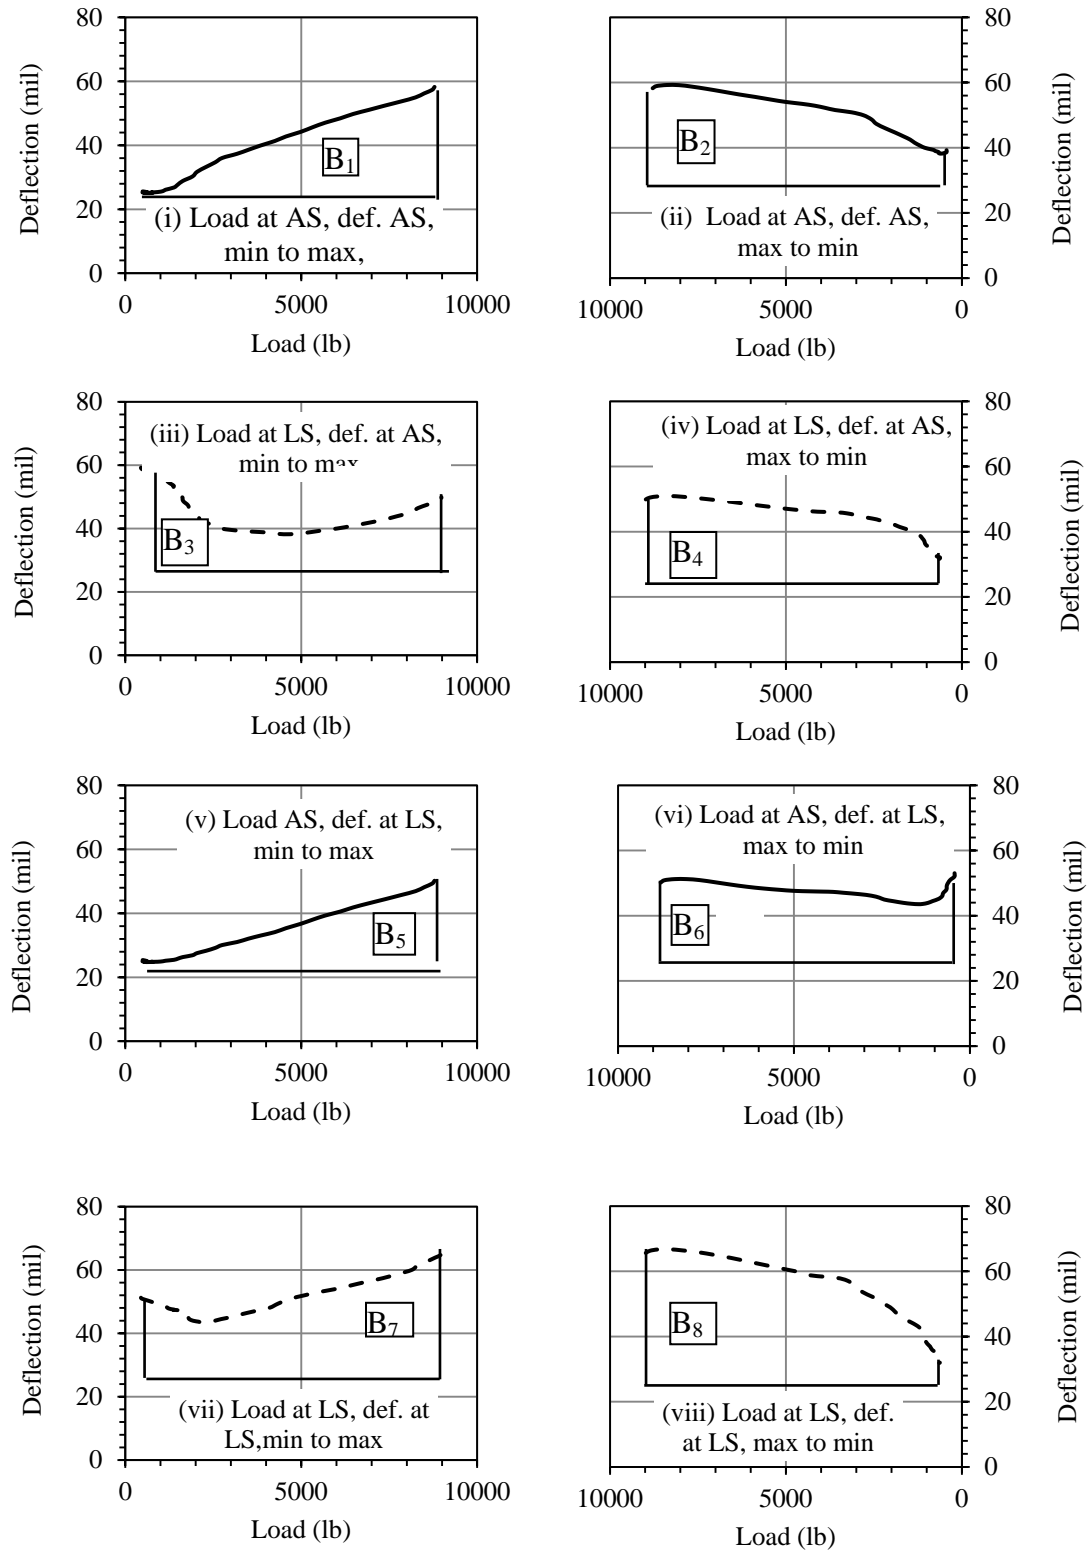 80
60
40
20
0
Deflection (mil)
B1
(i) Load at AS, def. AS,
min to max,
0 5000 10000
Load (lb)
80
60
40
20
0
Deflection (mil)
B2
(ii) Load at AS, def. AS,
max to min
10000 5000 0
Load (lb)
80
60
40
20
0
Deflection (mil)
(iii) Load at LS, def. at AS,
min to max
B3
0 5000 10000
Load (lb)
80
60
40
20
0
Deflection (mil)
(iv) Load at LS, def. at AS,
max to min
B4
10000 5000 0
Load (lb)
80
60
40
20
0
Deflection (mil)
(v) Load AS, def. at LS,
min to max
B5
0 5000 10000
Load (lb)
80
60
40
20
0
Deflection (mil)
(vi) Load at AS, def. at LS,
max to min
B6
10000 5000 0
Load (lb)
80
60
40
20
0
Deflection (mil)
B7
(vii) Load at LS, def. at
LS,min to max
0 5000 10000
Load (lb)
80
60
40
20
0
Deflection (mil)
B8
(viii) Load at LS, def.
at LS, max to min
10000 5000 0
Load (lb)